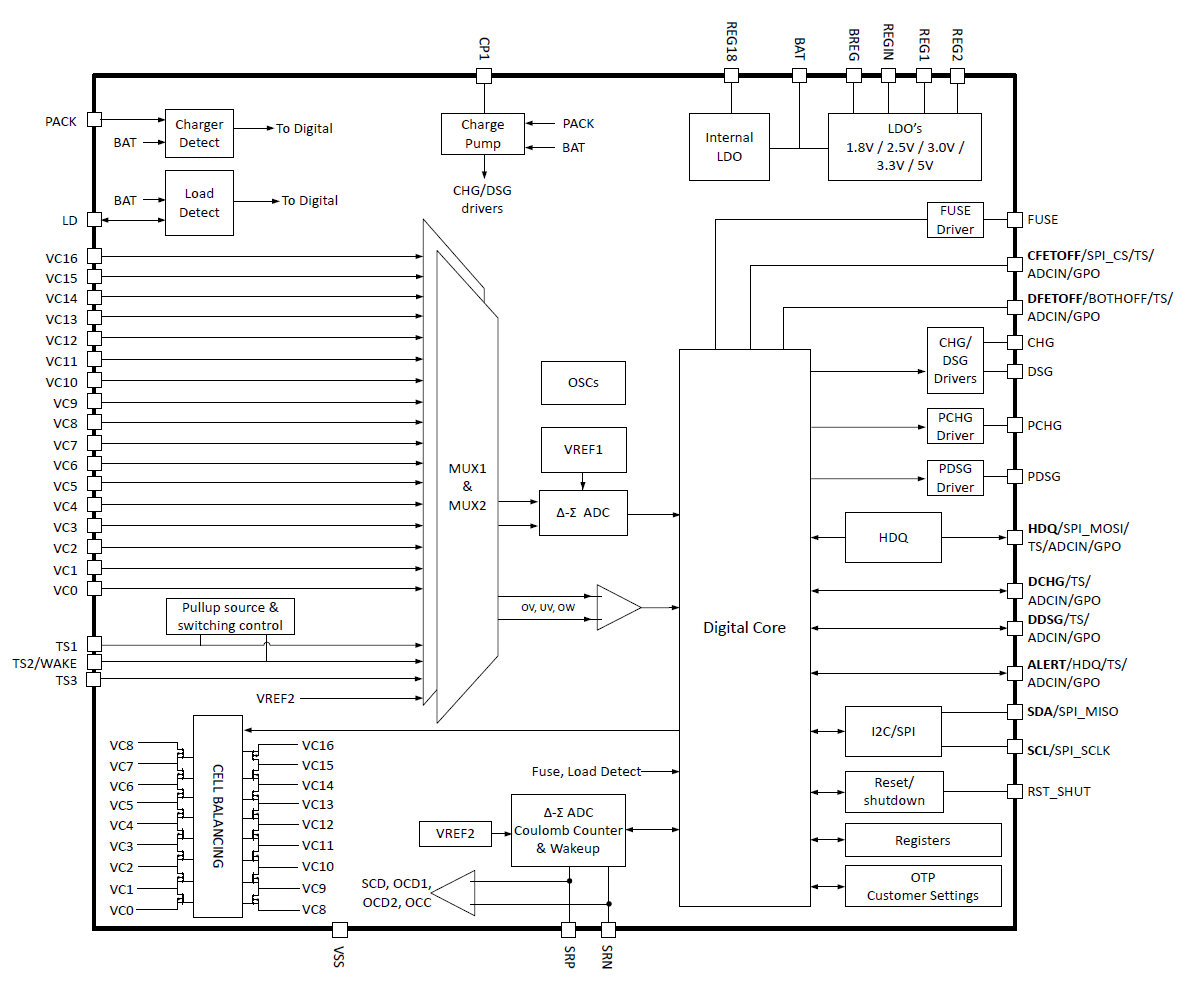 CP1
REG18
BAT
BREG
REGIN
REG1
REG2
PACK
BAT
Charger
Detect
To Digital
Charge
Pump
PACK
BAT
CHG/DSG
drivers
Internal
LDO
LDO's
1.8V / 2.5V / 3.0V /
3.3V / 5V
LD
BAT
Load
Detect
To Digital
FUSE
Driver
FUSE
CFETOFF/SPI_CS/TS/
ADCIN/GPO
DFETOFF/BOTHOFF/TS/
ADCIN/GPO
VC16
VC15
VC14
VC13
VC12
VC11
VC10
VC9
VC8
VC7
VC6
VC5
VC4
VC3
VC2
VC1
VC0
Pullup source &
switching control
TS1
TS2/WAKE
TS3
VREF2
MUX1
&
MUX2
OSCs
VREF1
Δ-Σ ADC
OV, UV, OW
Digital Core
CHG/
DSG
Drivers
CHG
DSG
PCHG
Driver
PCHG
PDSG
Driver
PDSG
HDQ
HDQ/SPI_MOSI/
TS/ADCIN/GPO
DCHG/TS/
ADCIN/GPO
DDSG/TS/
ADCIN/GPO
ALERT/HDQ/TS/
ADCIN/GPO
I2C/SPI
SDA/SPI_MISO
SCL/SPI_SCLK
Reset/
shutdown
RST_SHUT
Registers
OTP
Customer Settings
VC8
VC7
VC6
VC5
VC4
VC3
VC2
VC1
VC0
CELL BALANCING
VC16
VC15
VC14
VC13
VC12
VC11
VC10
VC9
VC8
Fuse, Load Detect
VREF2
Δ-Σ ADC
Coulomb Counter
& Wakeup
SCD, OCD1,
OCD2, OCC
VSS
SRP
SRN